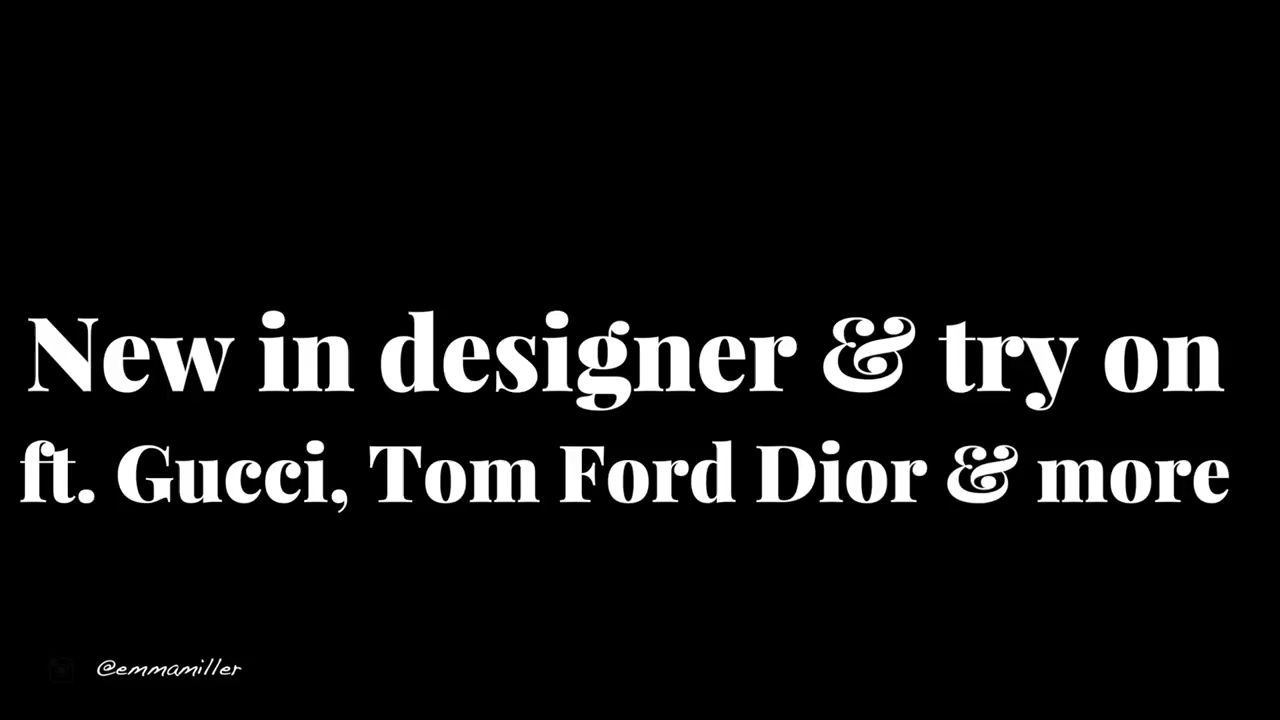 New in designer & try on
ft. Gucci, Tom Ford Dior & more
@emmamiller